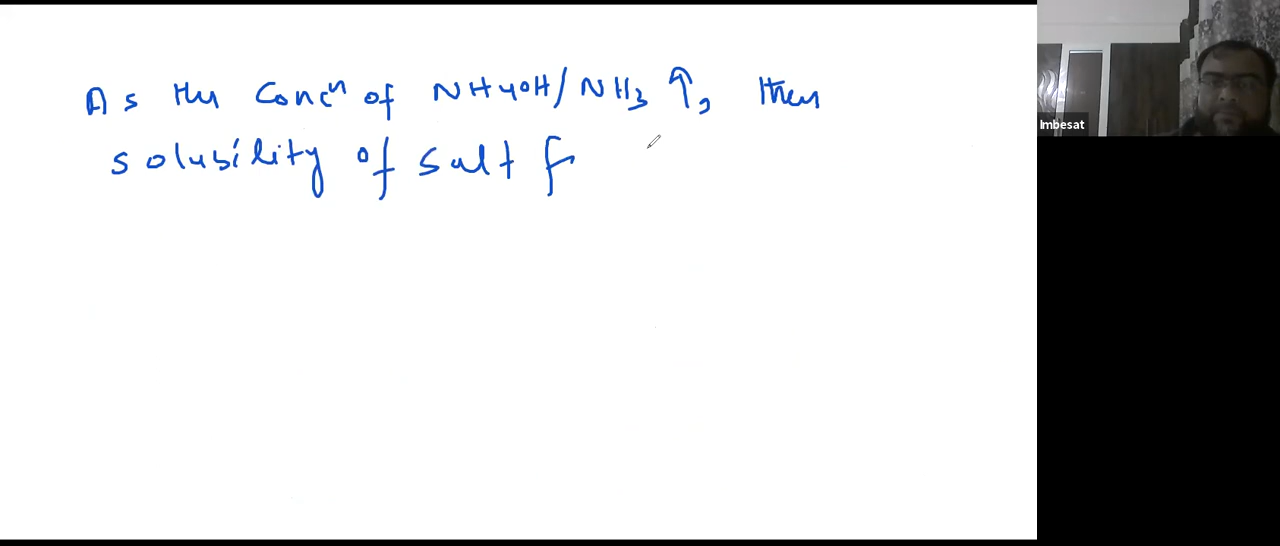 As the Concn of NH4OH/NH3 ↑, then
solubility of salt
Imbesat